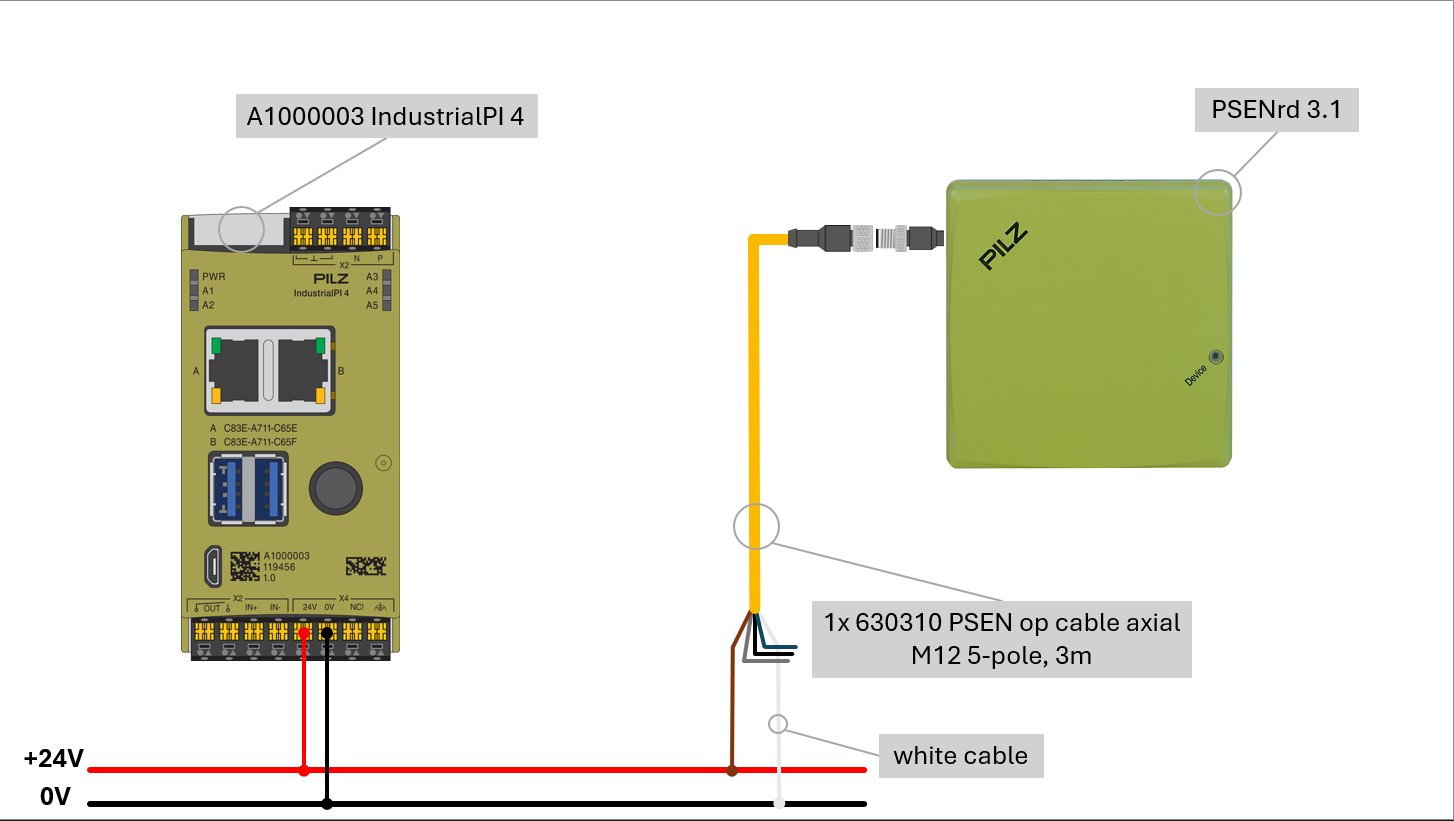 A1000003 IndustrialPI 4
PSENrd 3.1
X2
N P
PWR
A1
A2
PILZ
IndustrialPI 4
A3
A4
A5
A
B
A C83E-A711-C65E
B C83E-A711-C65F
A1000003
119456
1.0
X2
X4
OUT IN+ IN- 24V 0V NC!
PILZ
Device
1x 630310 PSEN op cable axial
M12 5-pole, 3m
white cable
+24V
0V